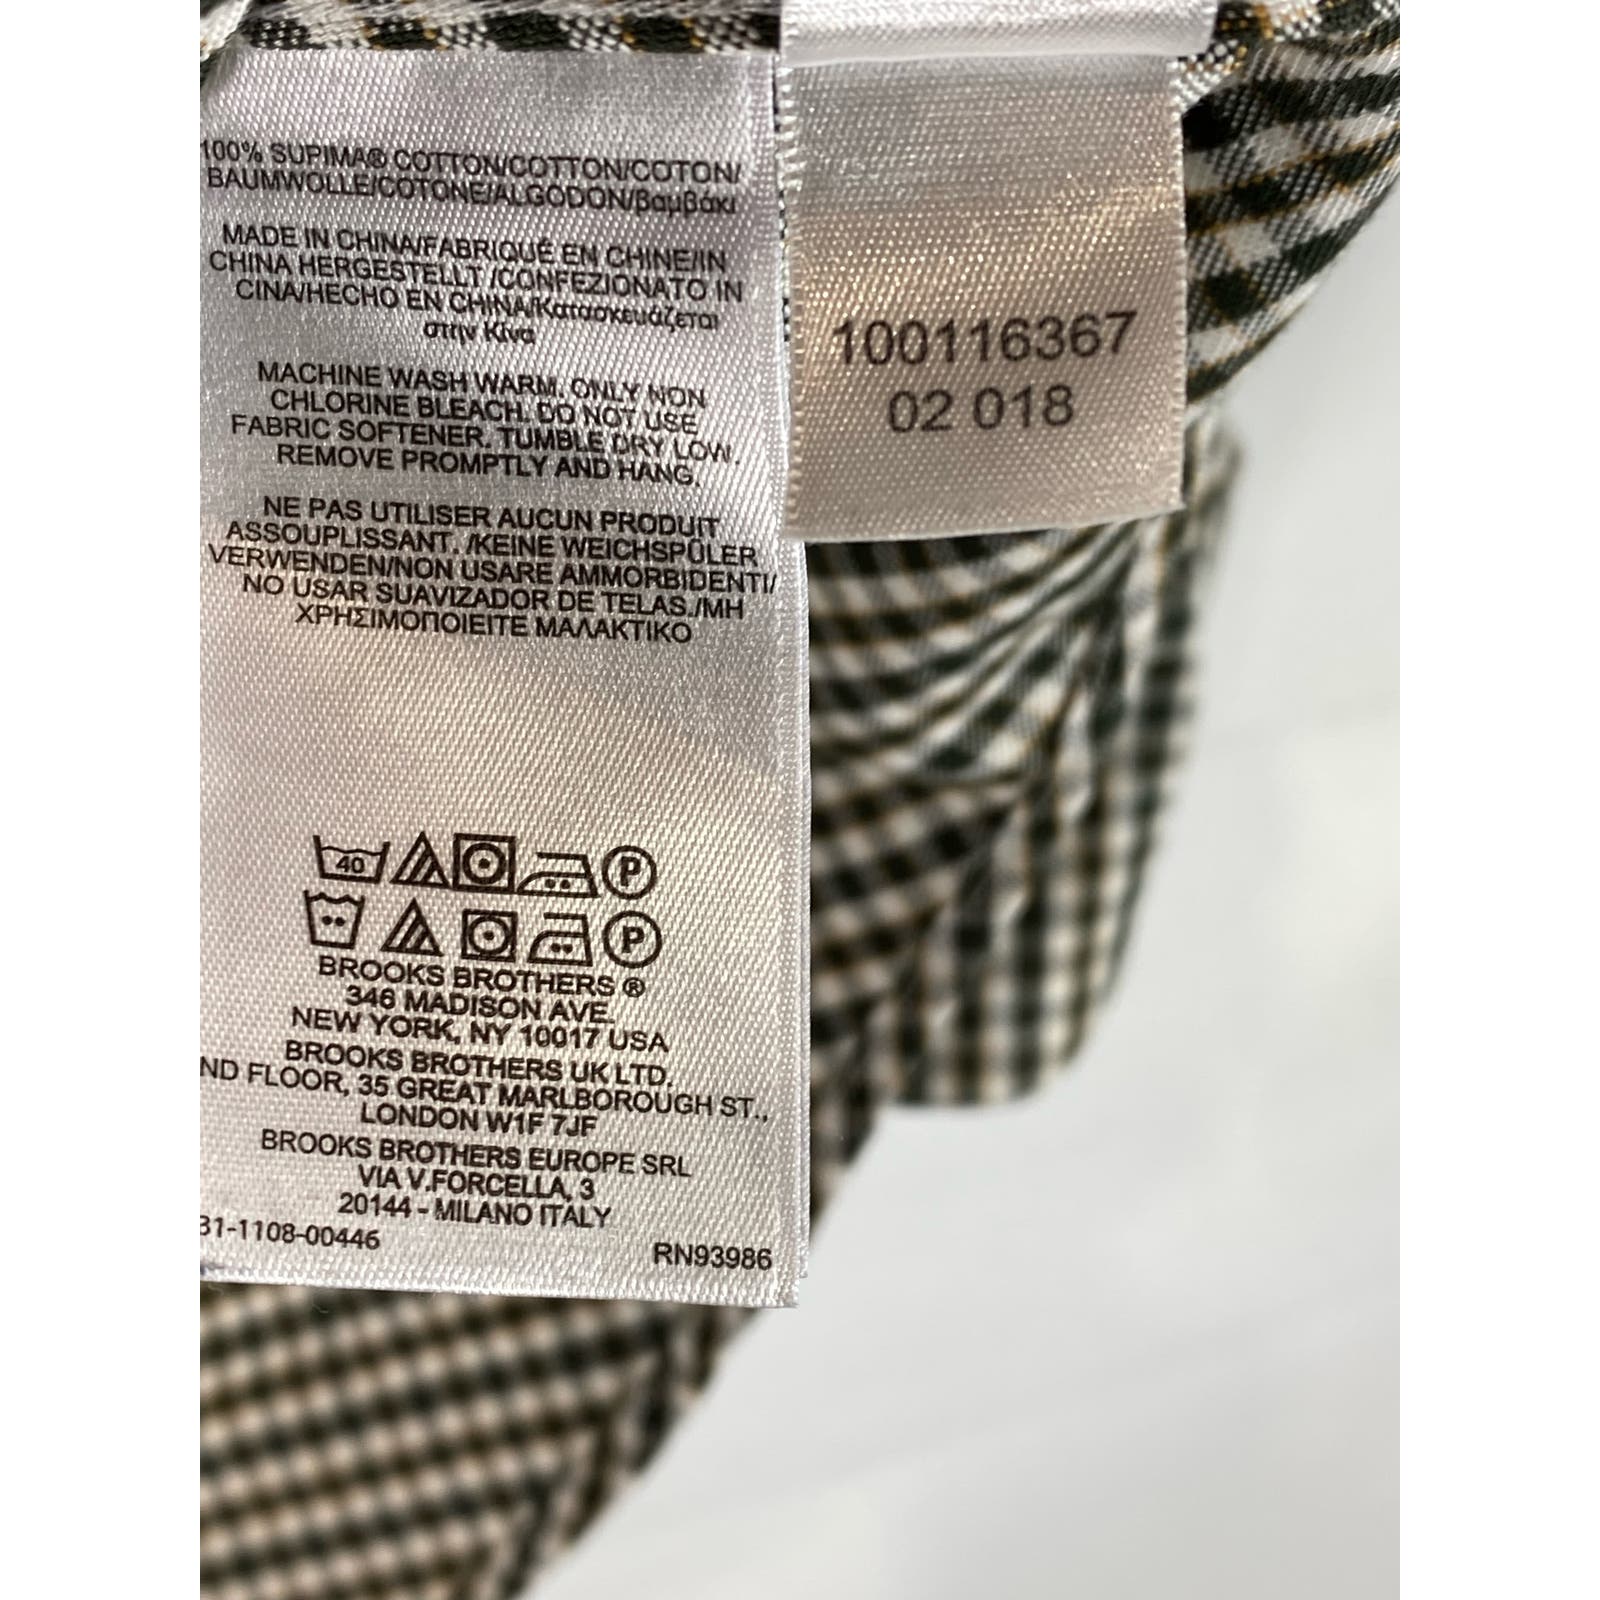 100% SUPIMA® COTTON/COTTON/COTON/
BAUMWOLLE/COTONE/ALGODON/βαμβακι
MADE IN CHINA/FABRIQUÉ EN CHINE/IN
CHINA HERGESTELLT /CONFEZIONATO IN
CINA/HECHO EN CHINA/Κατασκευάζεται
στην Κίνα
MACHINE WASH WARM. ONLY NON
CHLORINE BLEACH. DO NOT USE
FABRIC SOFTENER. TUMBLE DRY LOW.
REMOVE PROMPTLY AND HANG.
NE PAS UTILISER AUCUN PRODUIT
ASSOUPLISSANT. /KEINE WEICHSPÜLER
VERWENDEN/NON USARE AMMORBIDENTI/
NO USAR SUAVIZADOR DE TELAS./ΜΗ
ΧΡΗΣΙΜΟΠΟΙΕΙΤΕ ΜΑΛΑΚΤΙΚΟ
40 P
P
BROOKS BROTHERS ®
346 MADISON AVE.
NEW YORK, NY 10017 USA
BROOKS BROTHERS UK LTD.
ND FLOOR, 35 GREAT MARLBOROUGH ST.,
LONDON W1F 7JF
BROOKS BROTHERS EUROPE SRL
VIA V.FORCELLA, 3
20144 - MILANO ITALY
31-1108-00446 RN93986
100116367
02 018